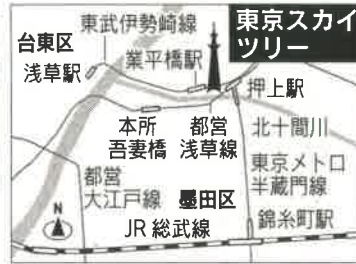 東京スカイ
ツリー
東武伊勢崎線
台東区
業平橋駅
浅草駅
押上駅
本所
吾妻橋
都営
浅草線
北十間川
都営
大江戸線
墨田区
東京メトロ
半蔵門線
N
JR総武線
錦糸町駅